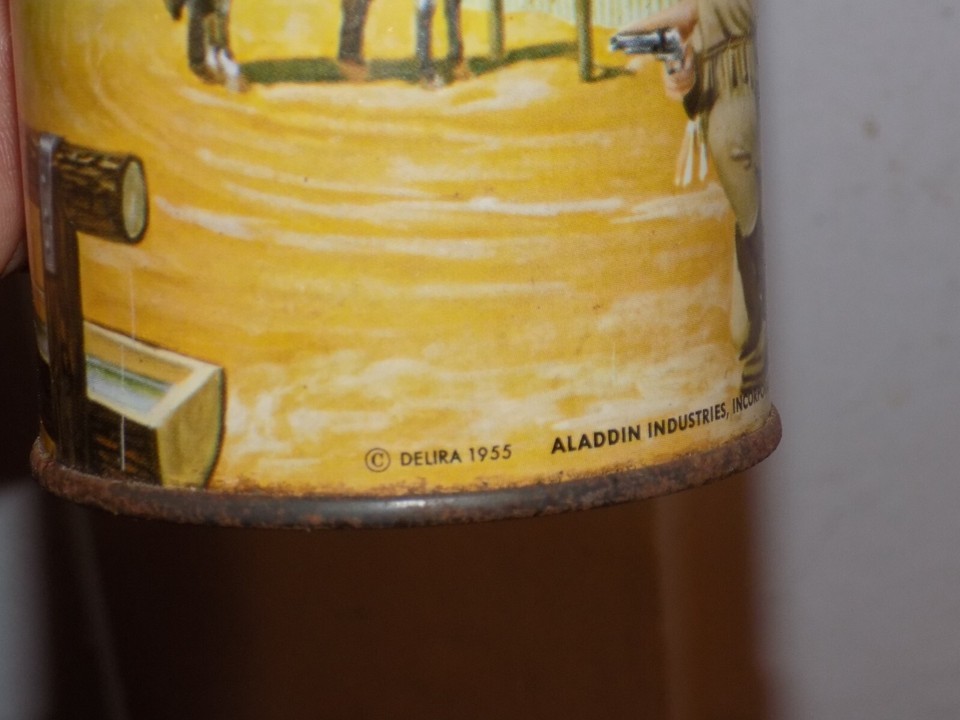 © DELIRA 1955 ALADDIN INDUSTRIES,